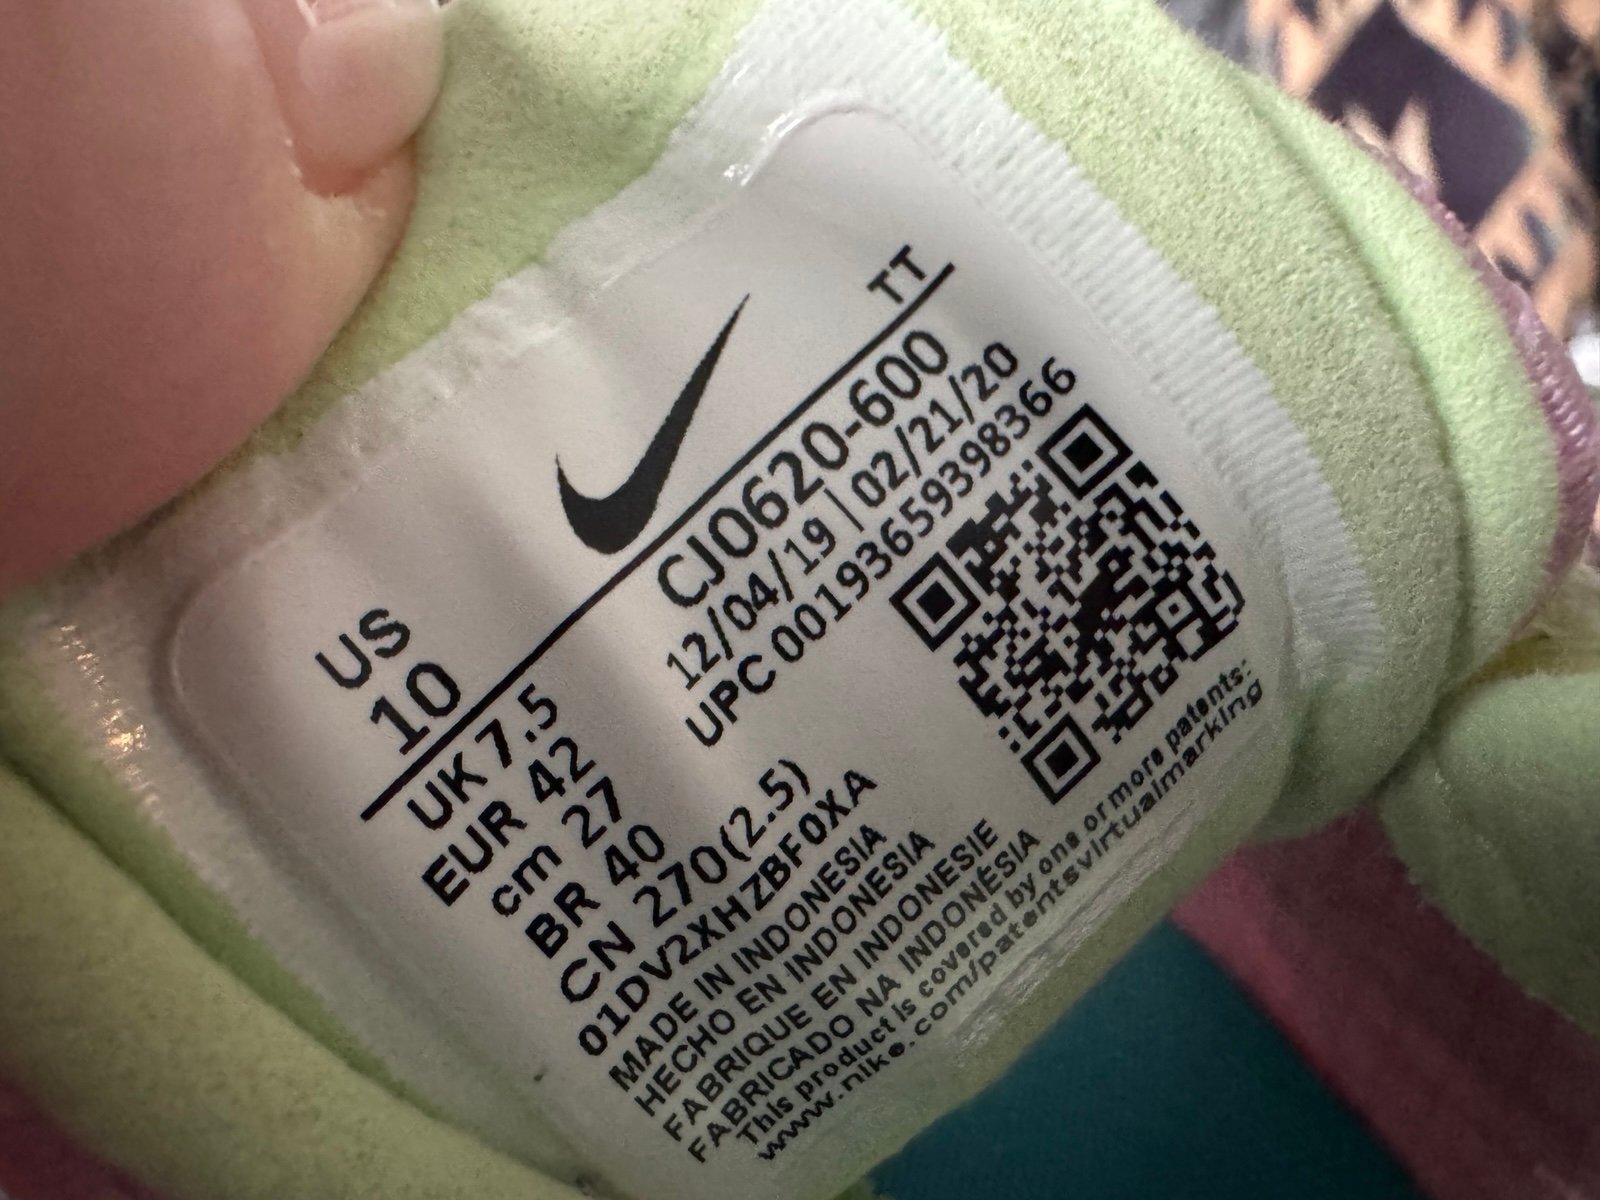 TT
US
10
CJ0620-600
12/04/19 | 02/21/20
UPC 00193659398366
UK 7.5
EUR 42
cm 27
BR 40
CN 270(2.5)
01DV2XHZBF0XA
MADE IN INDONESIA
HECHO EN INDONESIA
FABRIQUE EN INDONESIE
FABRICADO NA INDONÉSIA
This product is covered by one or more patents:
www.nike.com/patentsvirtualmarking